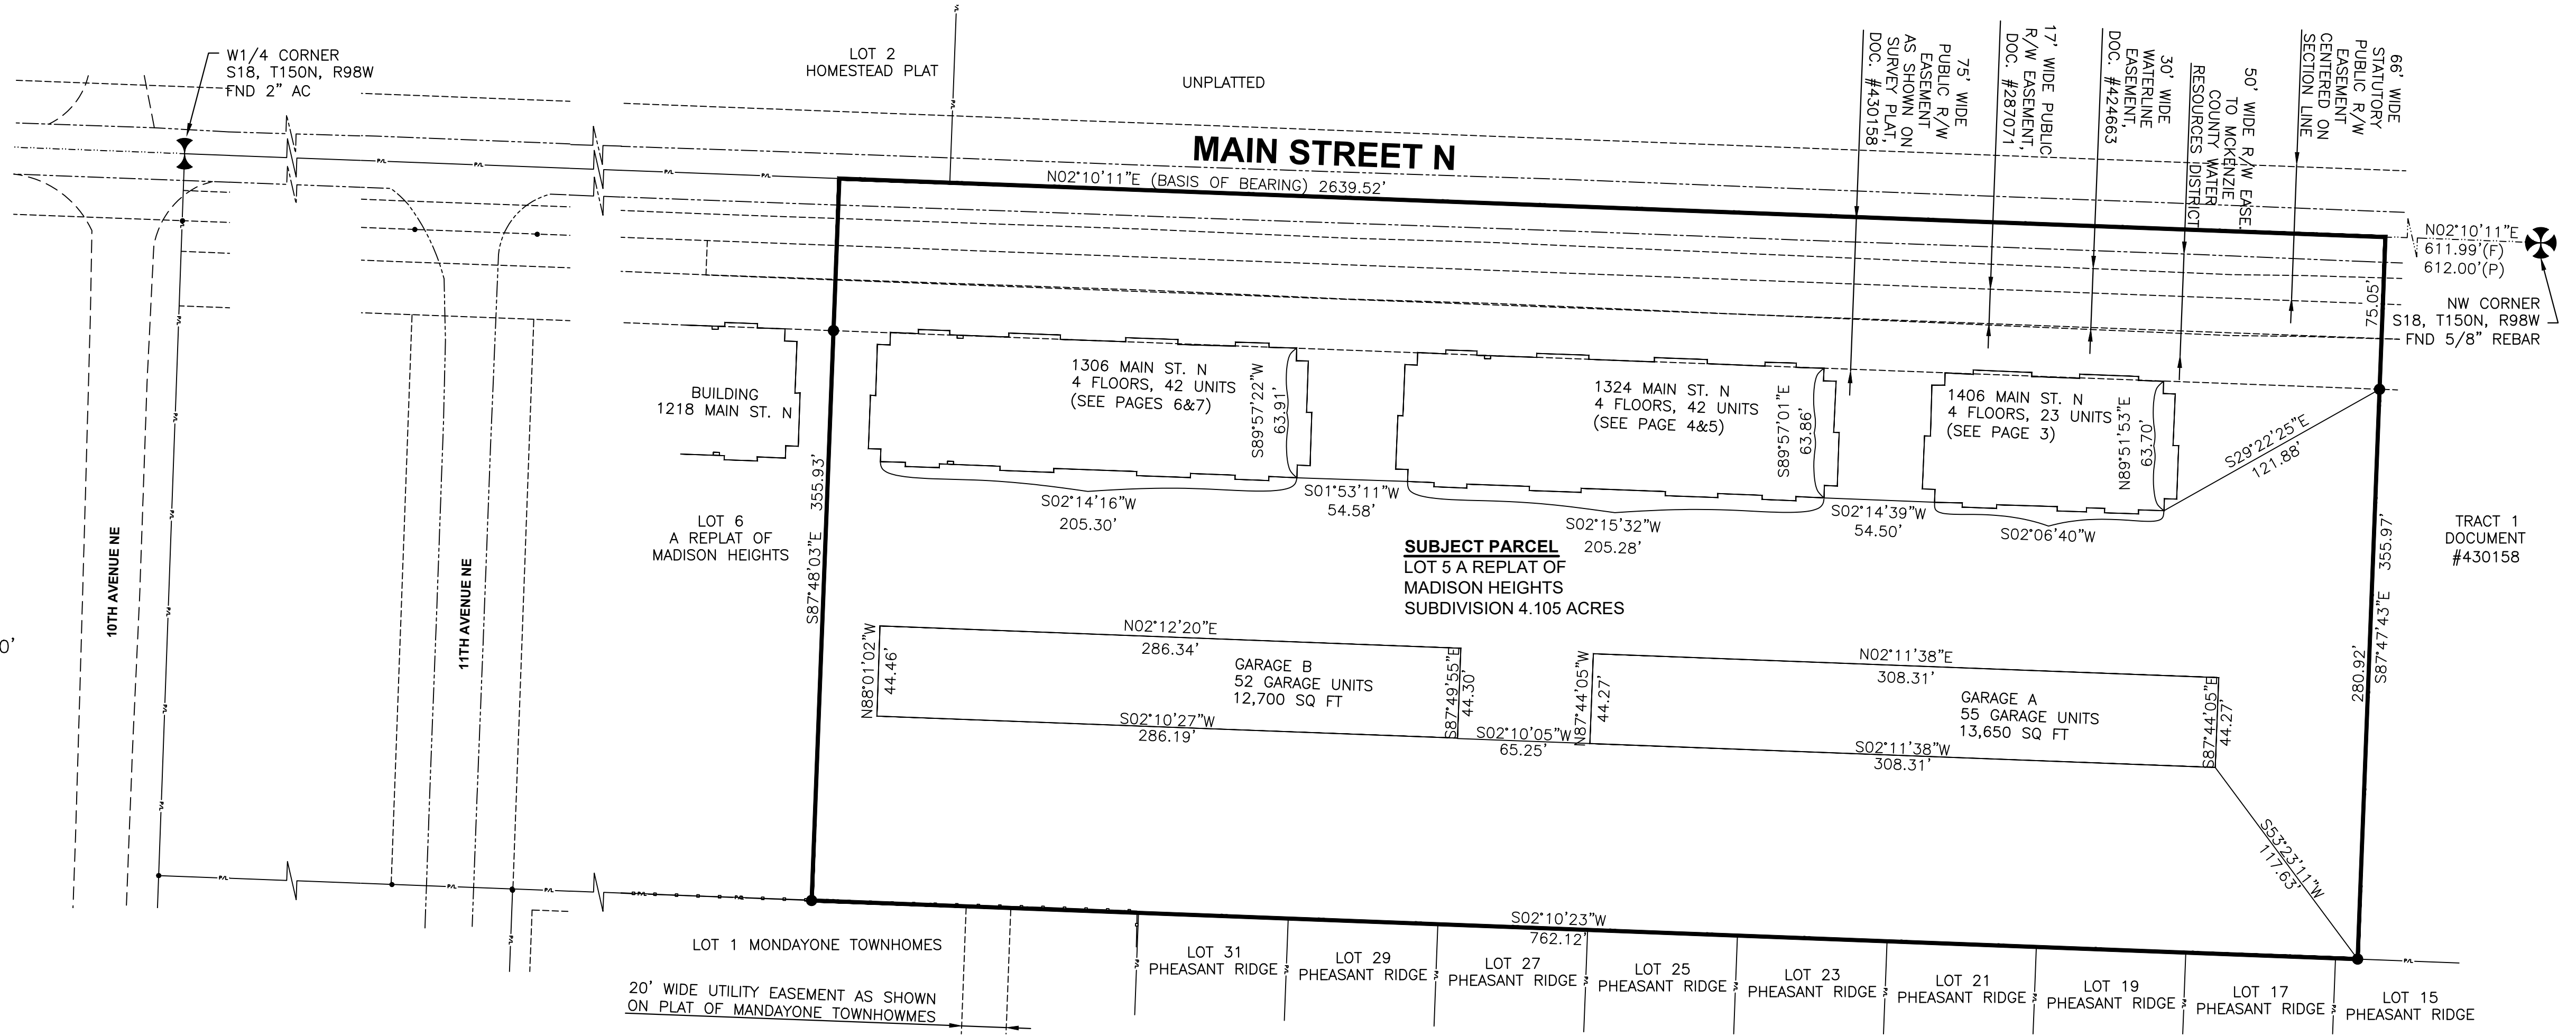 W1/4 CORNER
S18, T150N, R98W
FND 2" AC
LOT 2
HOMESTEAD PLAT
UNPLATTED
MAIN STREET N
N02°10'11"E (BASIS OF BEARING) 2639.52'
75' WIDE
PUBLIC R/W
EASEMENT
AS SHOWN ON
SURVEY PLAT,
DOC. #430158
17' WIDE PUBLIC
R/W EASEMENT,
DOC. #287071
30' WIDE
WATERLINE
EASEMENT,
DOC. #424663
50' WIDE R/W EASE.
TO MCKENZIE
COUNTY WATER
RESOURCES DISTRICT
66' WIDE
STATUTORY
PUBLIC R/W
EASEMENT
CENTERED ON
SECTION LINE
N02°10'11"E
611.99'(F)
612.00'(P)
NW CORNER
S18, T150N, R98W
FND 5/8" REBAR
75.05'
BUILDING
1218 MAIN ST. N
1306 MAIN ST. N
4 FLOORS, 42 UNITS
(SEE PAGES 6&7)
S89°57'22"W
63.91'
1324 MAIN ST. N
4 FLOORS, 42 UNITS
(SEE PAGE 4&5)
S89°57'01"E
63.86'
1406 MAIN ST. N
4 FLOORS, 23 UNITS
(SEE PAGE 3)
N89°51'53"E
63.70'
S29°22'25"E
121.88'
S02°14'16"W
205.30'
S01°53'11"W
54.58'
S02°15'32"W
205.28'
S02°14'39"W
54.50'
S02°06'40"W
LOT 6
A REPLAT OF
MADISON HEIGHTS
S87°48'03"E 355.93'
SUBJECT PARCEL
LOT 5 A REPLAT OF
MADISON HEIGHTS
SUBDIVISION 4.105 ACRES
TRACT 1
DOCUMENT
#430158
S87°47'43"E 355.97'
280.92'
10TH AVENUE NE
11TH AVENUE NE
0'
N02°12'20"E
286.34'
N88°01'02"W
44.46'
GARAGE B
52 GARAGE UNITS
12,700 SQ FT
S87°49'55"E
44.30'
S02°10'27"W
286.19'
S02°10'05"W
65.25'
N87°44'05"W
44.27'
N02°11'38"E
308.31'
GARAGE A
55 GARAGE UNITS
13,650 SQ FT
S87°44'05"E
44.27'
S02°11'38"W
308.31'
S53°23'11"W
117.63'
S02°10'23"W
762.12'
LOT 1 MONDAYONE TOWNHOMES
20' WIDE UTILITY EASEMENT AS SHOWN
ON PLAT OF MANDAYONE TOWNHOWMES
LOT 31
PHEASANT RIDGE
LOT 29
PHEASANT RIDGE
LOT 27
PHEASANT RIDGE
LOT 25
PHEASANT RIDGE
LOT 23
PHEASANT RIDGE
LOT 21
PHEASANT RIDGE
LOT 19
PHEASANT RIDGE
LOT 17
PHEASANT RIDGE
LOT 15
PHEASANT RIDGE